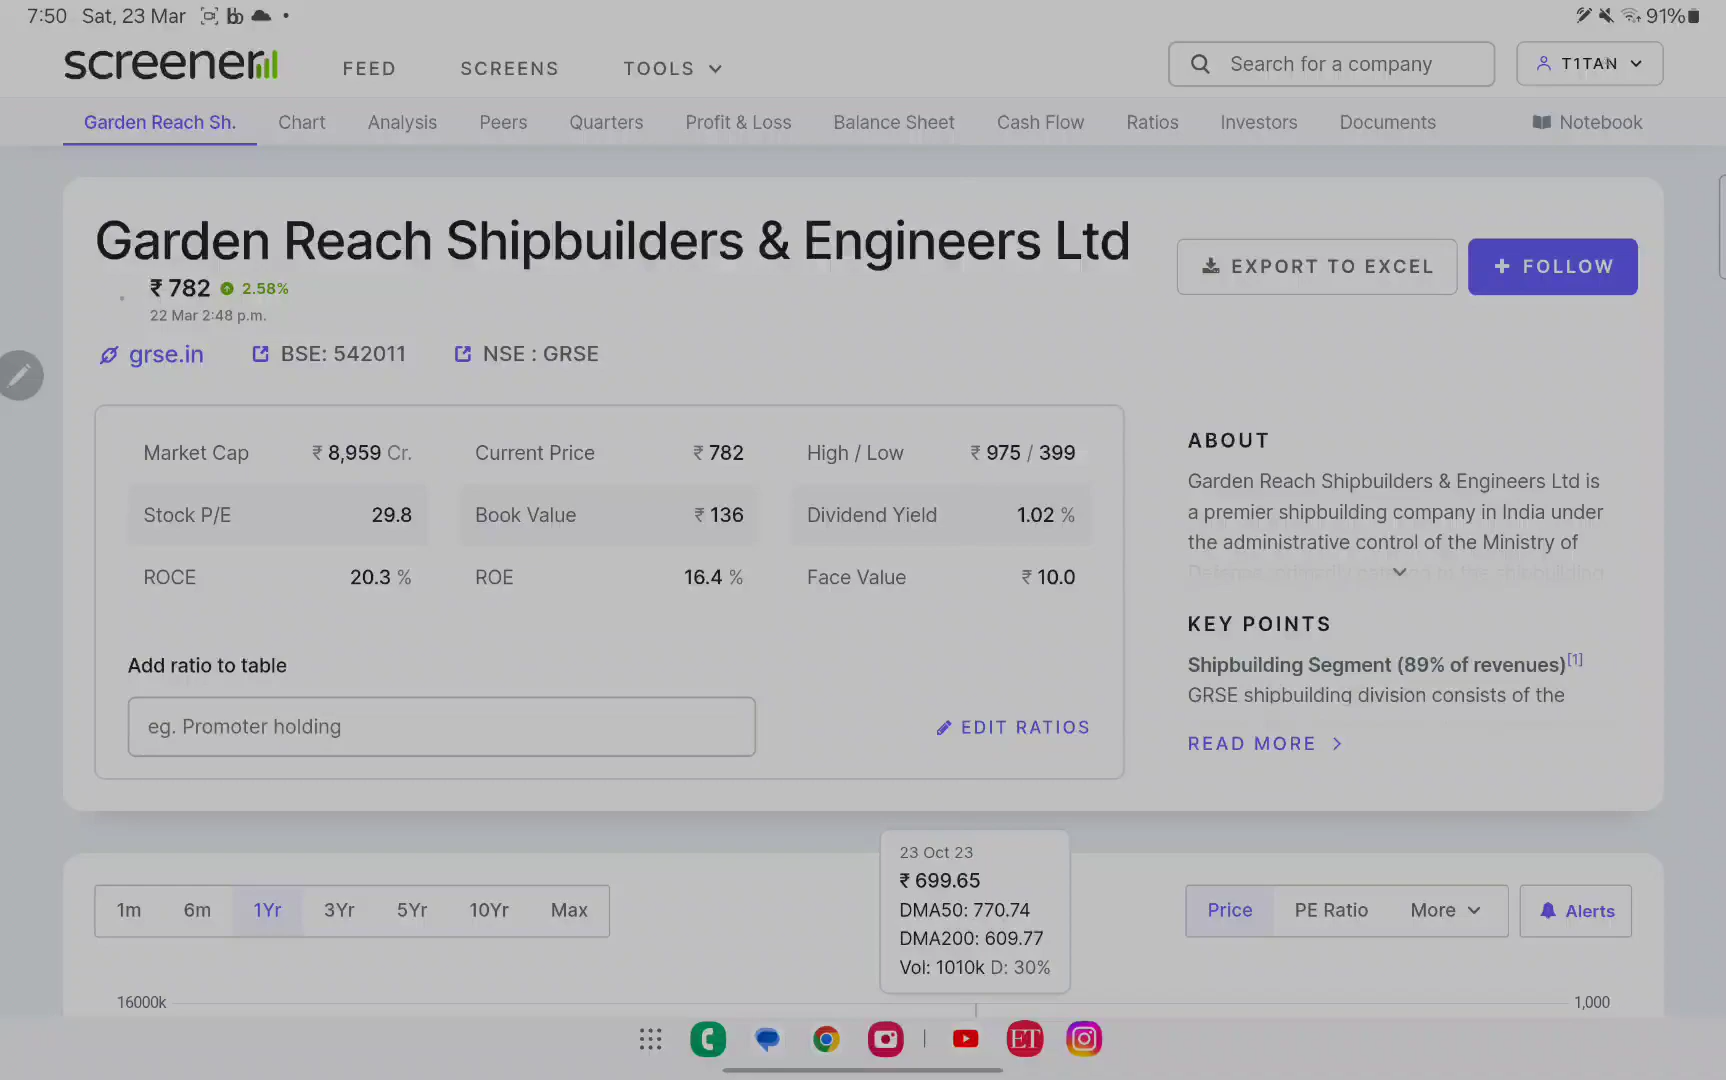 7:50 Sat, 23 Mar 91%
screener
FEED SCREENS TOOLS
Search for a company
T1TAN
Garden Reach Sh. Chart Analysis Peers Quarters Profit & Loss Balance Sheet Cash Flow Ratios Investors Documents Notebook
Garden Reach Shipbuilders & Engineers Ltd
EXPORT TO EXCEL
+ FOLLOW
₹ 782 2.58%
22 Mar 2:48 p.m.
grse.in BSE: 542011 NSE : GRSE
Market Cap ₹ 8,959 Cr. Current Price ₹ 782 High / Low ₹ 975 / 399
Stock P/E 29.8 Book Value ₹ 136 Dividend Yield 1.02 %
ROCE 20.3 % ROE 16.4 % Face Value ₹ 10.0
Add ratio to table
eg. Promoter holding
EDIT RATIOS
ABOUT
Garden Reach Shipbuilders & Engineers Ltd is
a premier shipbuilding company in India under
the administrative control of the Ministry of
KEY POINTS
Shipbuilding Segment (89% of revenues)[1]
GRSE shipbuilding division consists of the
READ MORE
1m 6m 1Yr 3Yr 5Yr 10Yr Max
23 Oct 23
₹ 699.65
DMA50: 770.74
DMA200: 609.77
Vol: 1010k D: 30%
Price PE Ratio More
Alerts
16000k 1,000
ET